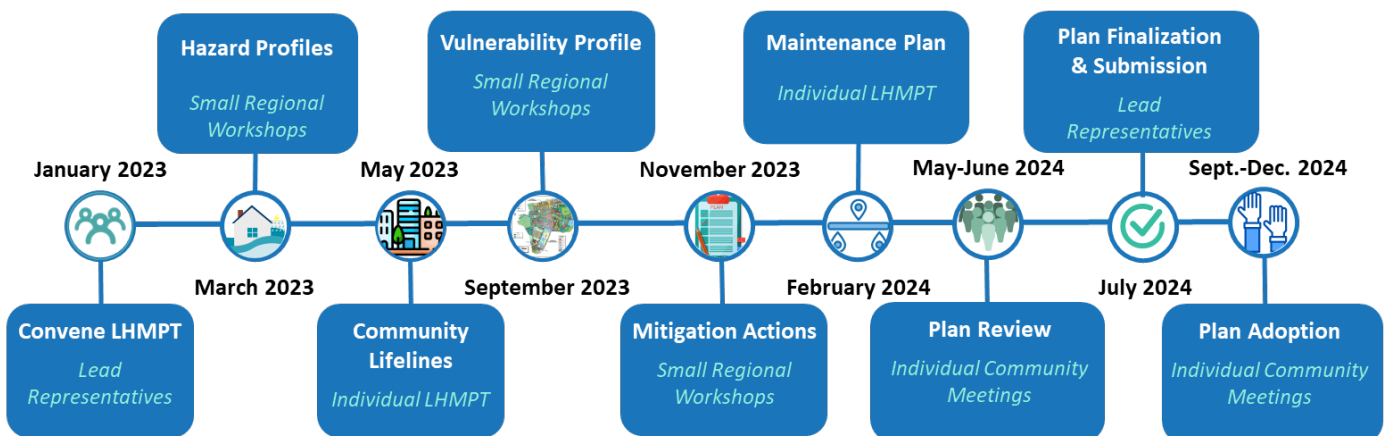 Hazard Profiles
Small Regional
Workshops
Vulnerability Profile
Small Regional
Workshops
Maintenance Plan
Individual LHMPT
Plan Finalization
& Submission
Lead
Representatives
January 2023
May 2023
November 2023
May-June 2024
Sept.-Dec. 2024
PLAN
March 2023
September 2023
February 2024
July 2024
Convene LHMPT
Lead
Representatives
Community
Lifelines
Individual LHMPT
Mitigation Actions
Small Regional
Workshops
Plan Review
Individual Community
Meetings
Plan Adoption
Individual Community
Meetings